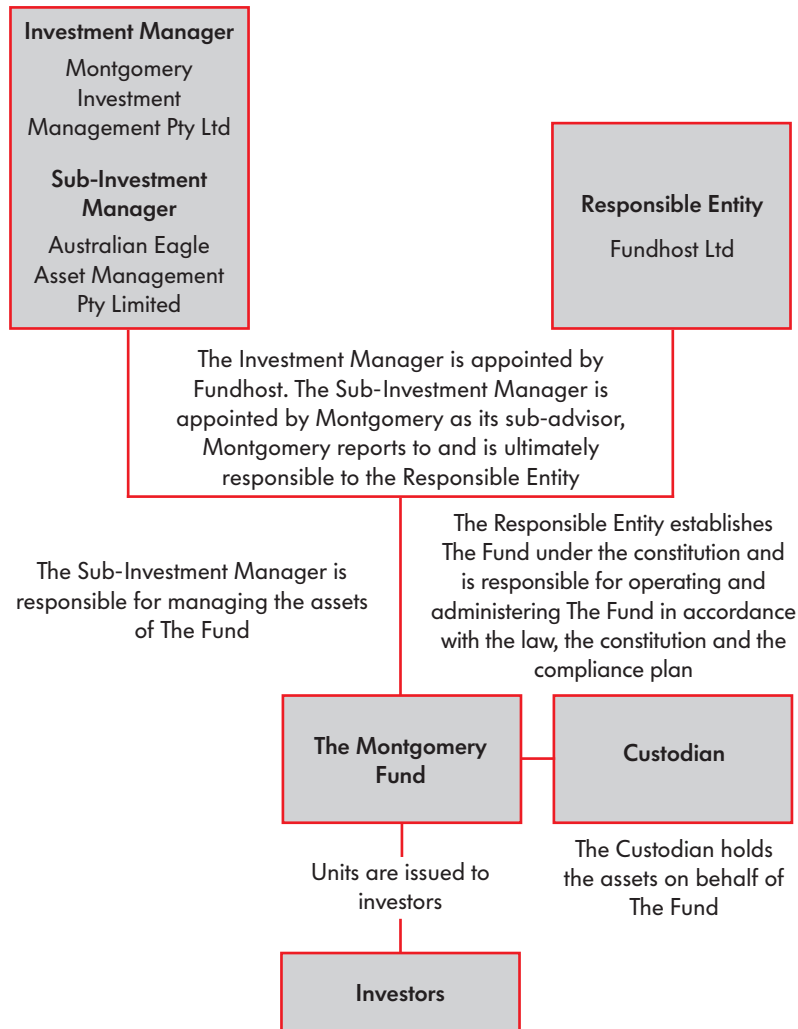 Investment Manager
Montgomery
Investment
Management Pty Ltd
Sub-Investment
Manager
Australian Eagle
Asset Management
Pty Limited
Responsible Entity
Fundhost Ltd
The Investment Manager is appointed by
Fundhost. The Sub-Investment Manager is
appointed by Montgomery as its sub-advisor,
Montgomery reports to and is ultimately
responsible to the Responsible Entity
The Sub-Investment Manager is
responsible for managing the assets
of The Fund
The Responsible Entity establishes
The Fund under the constitution and
is responsible for operating and
administering The Fund in accordance
with the law, the constitution and the
compliance plan
The Montgomery
Fund
Custodian
Units are issued to
investors
The Custodian holds
the assets on behalf of
The Fund
Investors